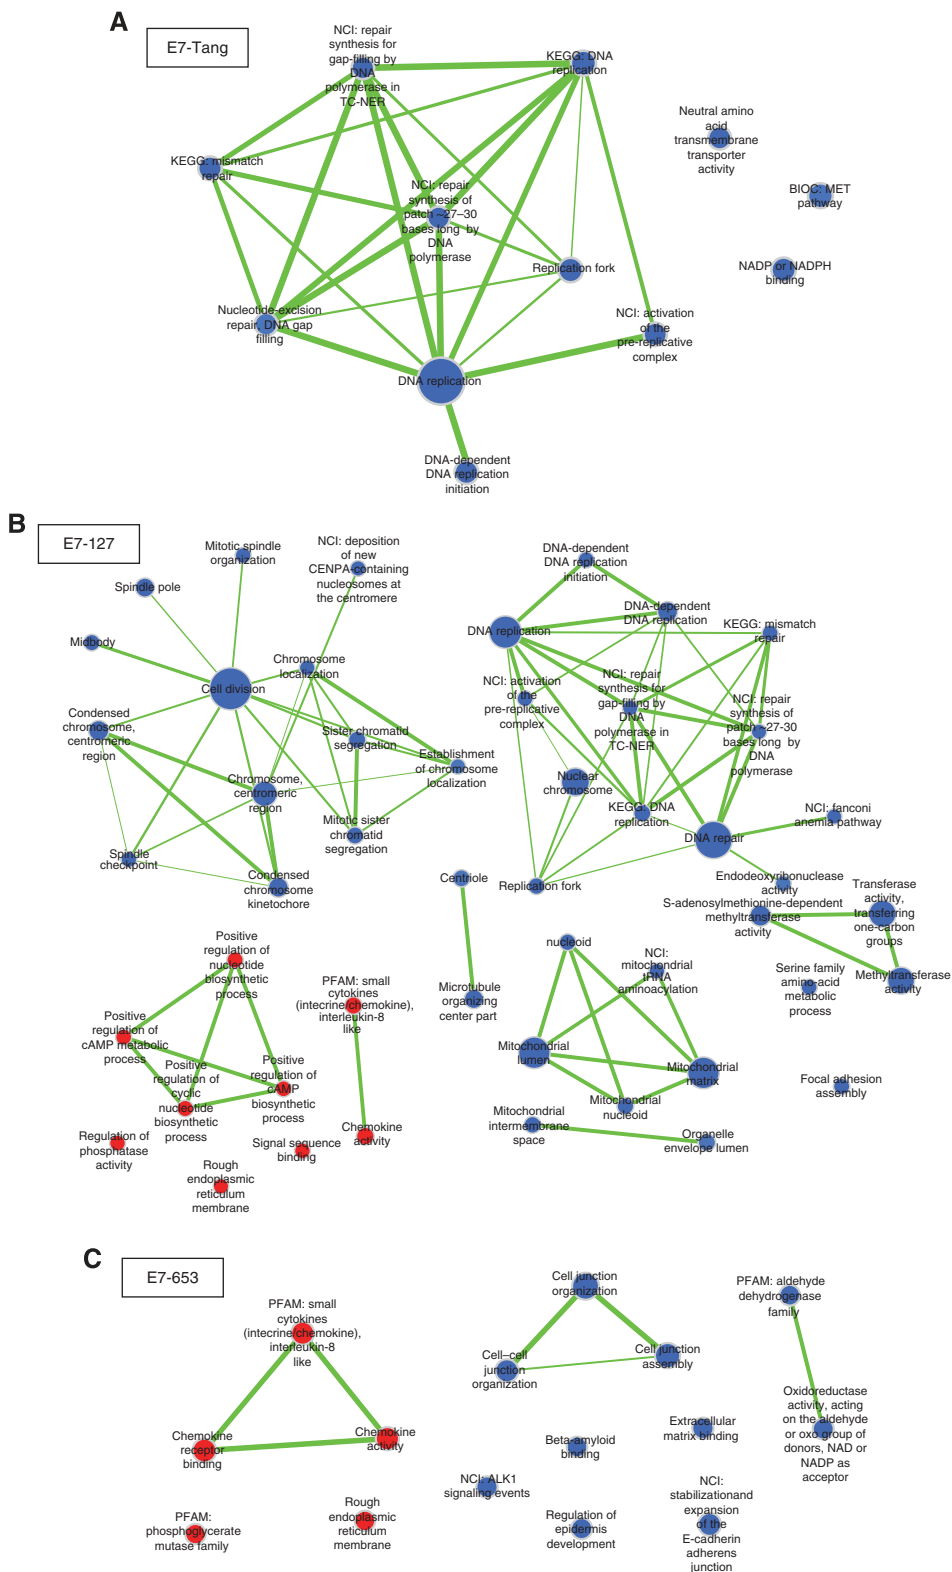 A
E7-Tang
NCI: repair
synthesis for
gap-filling by
DNA
polymerase in
TC-NER
KEGG: DNA
replication
Neutral amino
acid
transmembrane
transporter
activity
KEGG: mismatch
repair
BIOC: MET
pathway
NCI: repair
synthesis of
patch ~27–30
bases long by
DNA
polymerase
Replication fork
NADP or NADPH
binding
Nucleotide-excision
repair, DNA gap
filling
NCI: activation
of the
pre-replicative
complex
DNA replication
DNA-dependent
DNA replication
initiation
B
E7-127
Mitotic spindle
organization
NCI: deposition
of new
CENPA-containing
nucleosomes at
the centromere
Spindle pole
Midbody
Chromosome
localization
Cell division
Condensed
chromosome,
centromeric
region
Sister chromatid
segregation
Establishment
of chromosome
localization
Chromosome,
centromeric
region
Mitotic sister
chromatid
segregation
Spindle
checkpoint
Condensed
chromosome
kinetochore
DNA-dependent
DNA replication
initiation
DNA replication
DNA-dependent
DNA replication
KEGG: mismatch
repair
NCI: activation
of the
pre-replicative
complex
NCI: repair
synthesis for
gap-filling by
DNA
polymerase in
TC-NER
NCI: repair
synthesis of
patch ~27-30
bases long by
DNA
polymerase
Nuclear
chromosome
KEGG: DNA
replication
DNA repair
NCI: fanconi
anemia pathway
Replication fork
Endodeoxyribonuclease
activity
Centriole
Microtubule
organizing
center part
S-adenosylmethionine-dependent
methyltransferase
activity
Transferase
activity,
transferring
one-carbon
groups
Methyltransferase
activity
Serine family
amino-acid
metabolic
process
Focal adhesion
assembly
nucleoid
NCI:
mitochondrial
tRNA
aminoacylation
Mitochondrial
lumen
Mitochondrial
matrix
Mitochondrial
nucleoid
Mitochondrial
intermembrane
space
Organelle
envelope lumen
Positive
regulation of
nucleotide
biosynthetic
process
Positive
regulation of
cAMP metabolic
process
Positive
regulation of
cyclic
nucleotide
biosynthetic
process
Positive
regulation of
cAMP
biosynthetic
process
PFAM: small
cytokines
(intecrine/chemokine),
interleukin-8
like
Chemokine
activity
Regulation of
phosphatase
activity
Signal sequence
binding
Rough
endoplasmic
reticulum
membrane
C
E7-653
PFAM: small
cytokines
(intecrine/chemokine),
interleukin-8
like
Chemokine
receptor
binding
Chemokine
activity
PFAM:
phosphoglycerate
mutase family
Rough
endoplasmic
reticulum
membrane
Cell junction
organization
Cell–cell
junction
organization
Cell junction
assembly
PFAM: aldehyde
dehydrogenase
family
Oxidoreductase
activity, acting
on the aldehyde
or oxo group of
donors, NAD or
NADP as
acceptor
Beta-amyloid
binding
Extracellular
matrix binding
NCI: ALK1
signaling events
Regulation of
epidermis
development
NCI:
stabilizationand
expansion
of the
E-cadherin
adherens
junction